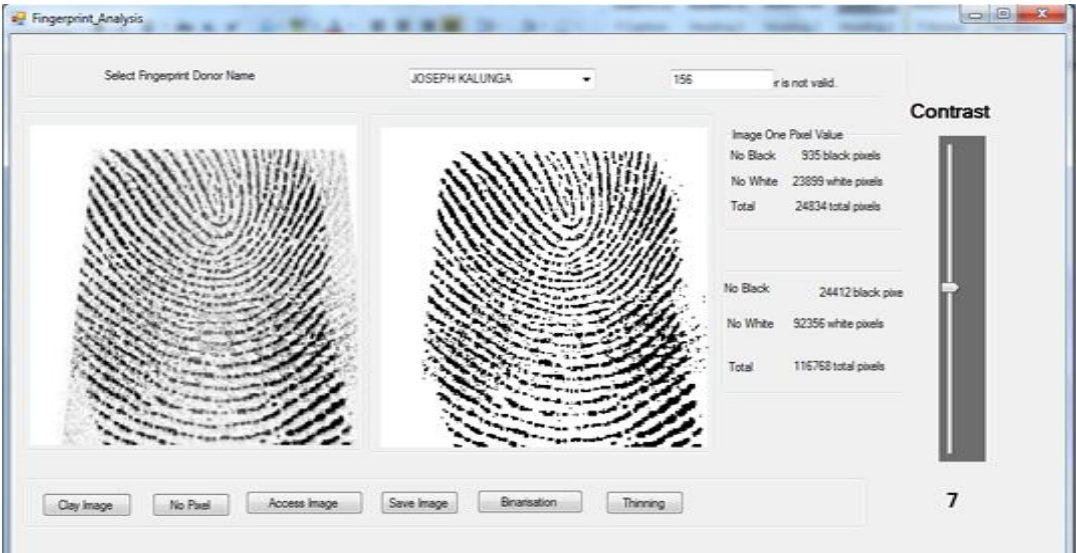 Fingerprint_Analysis
Select Fingerprint Donor Name
JOSEPH KALUNGA
156
r is not valid.
Contrast
Image One Pixel Value
No Black 935 black pixels
No White 23899 white pixels
Total 24834 total pixels
No Black 24412 black pixe
No White 92356 white pixels
Total 116768 total pixels
Clay Image
No Pixel
Access Image
Save Image
Binarisation
Thinning
7